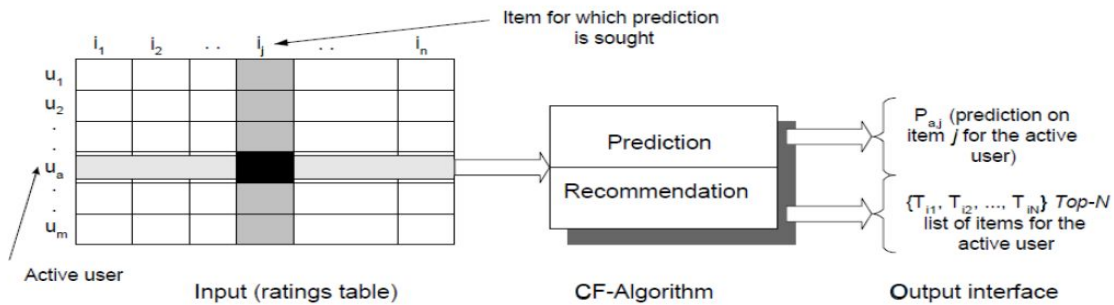 Item for which prediction
is sought
i1 i2 . . ij . . in
u1
u2
.
.
ua
.
.
um
Active user
Input (ratings table)
Prediction
Recommendation
CF-Algorithm
Pa,j (prediction on
item j for the active
user)
{Ti1, Ti2, ..., TiN} Top-N
list of items for the
active user
Output interface